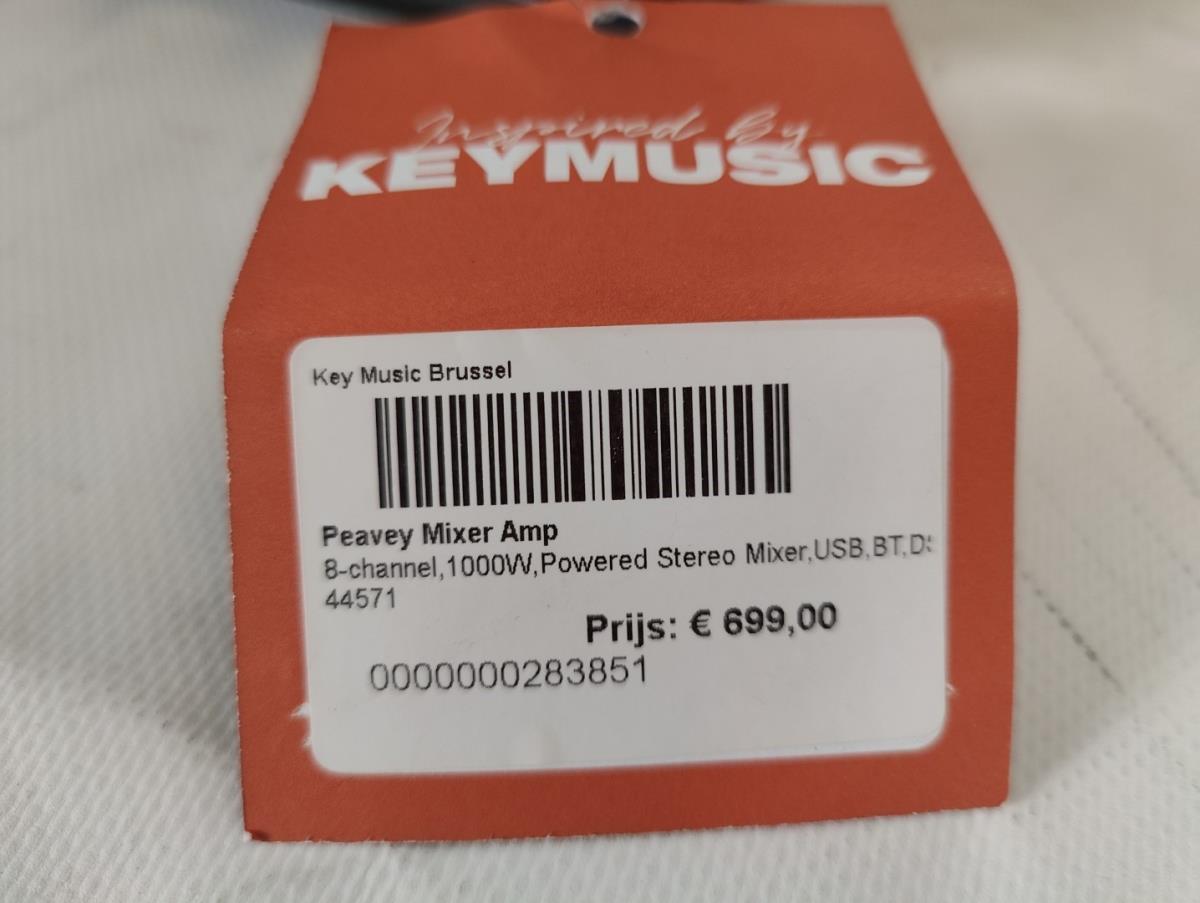 Inspired by
KEYMUSIC
Key Music Brussel
Peavey Mixer Amp
8-channel,1000W,Powered Stereo Mixer,USB,BT,
44571
Prijs: € 699,00
0000000283851